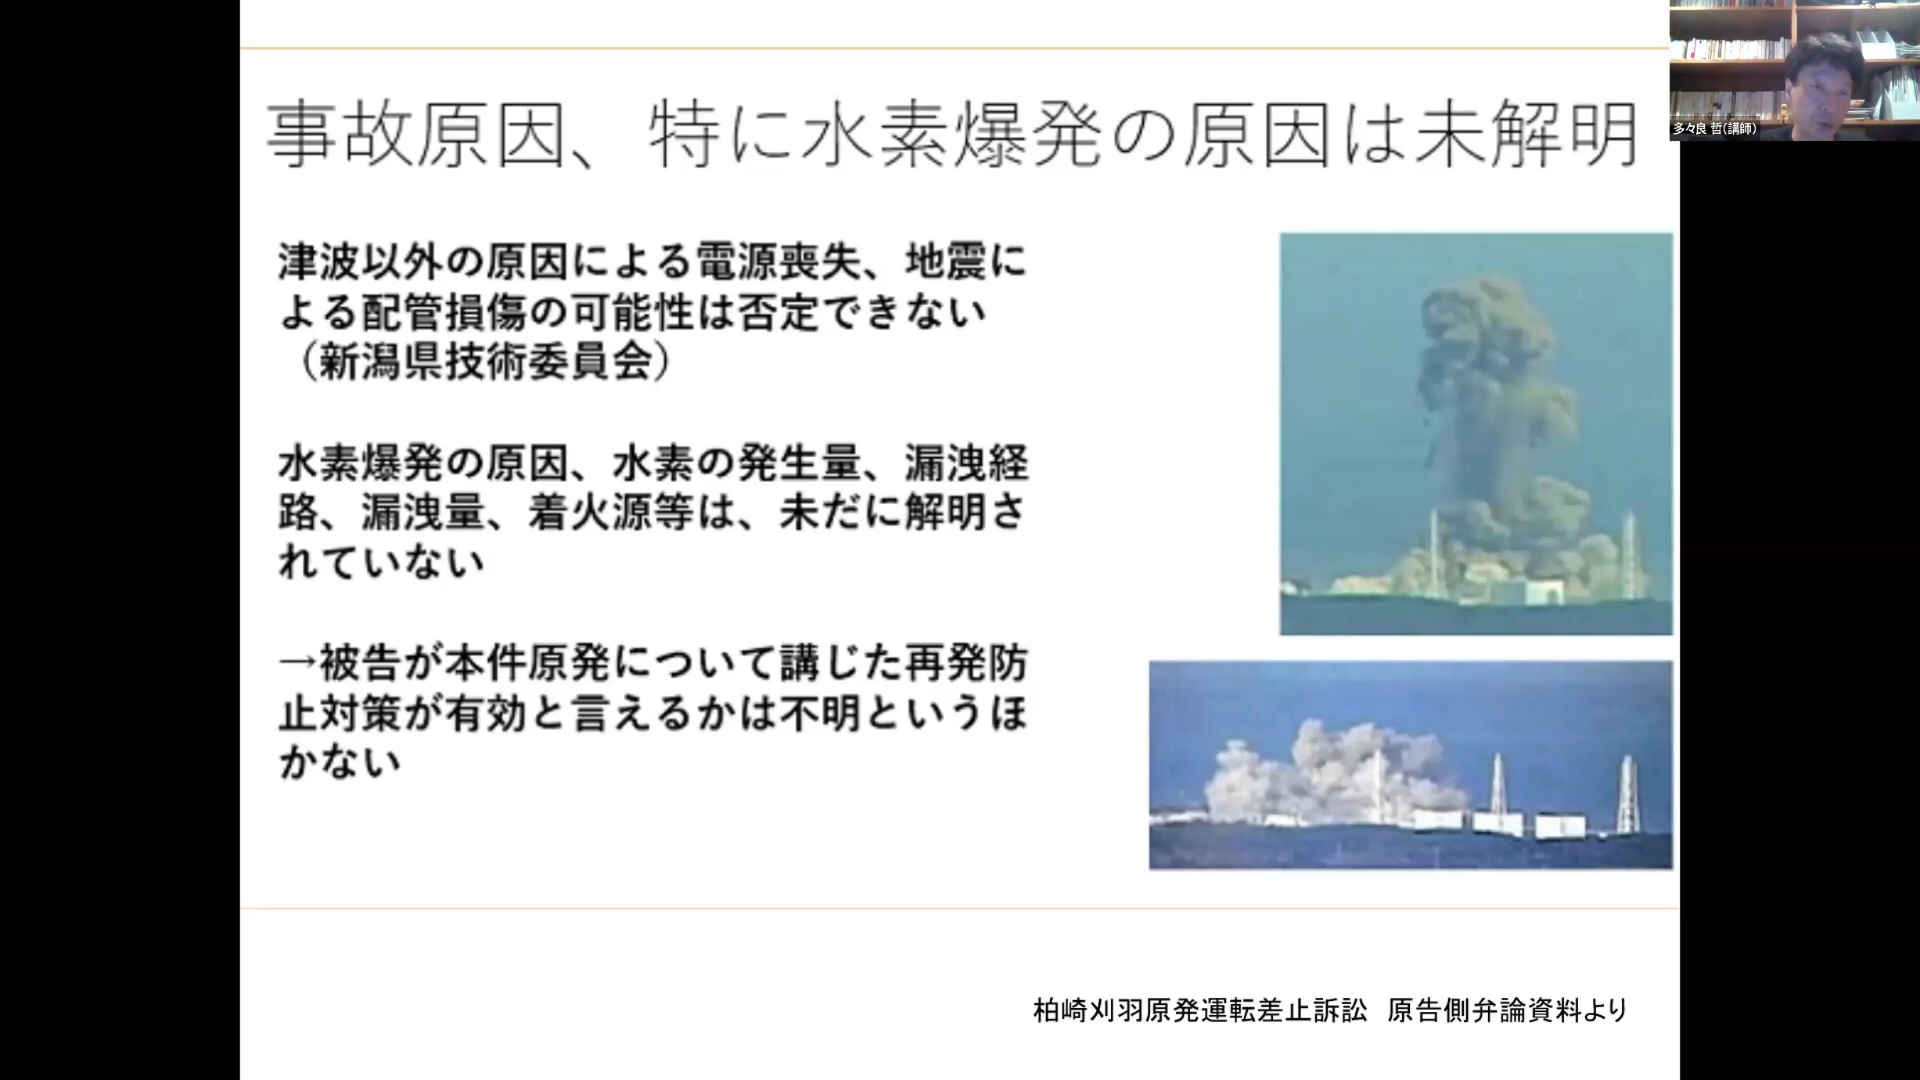 事故原因、特に水素爆発の原因は未解明
多々良 哲(講師)
津波以外の原因による電源喪失、地震に
よる配管損傷の可能性は否定できない
（新潟県技術委員会）
水素爆発の原因、水素の発生量、漏洩経
路、漏洩量、着火源等は、未だに解明さ
れていない
→被告が本件原発について講じた再発防
止対策が有効と言えるかは不明というほ
かない
柏崎刈羽原発運転差止訴訟　原告側弁論資料より